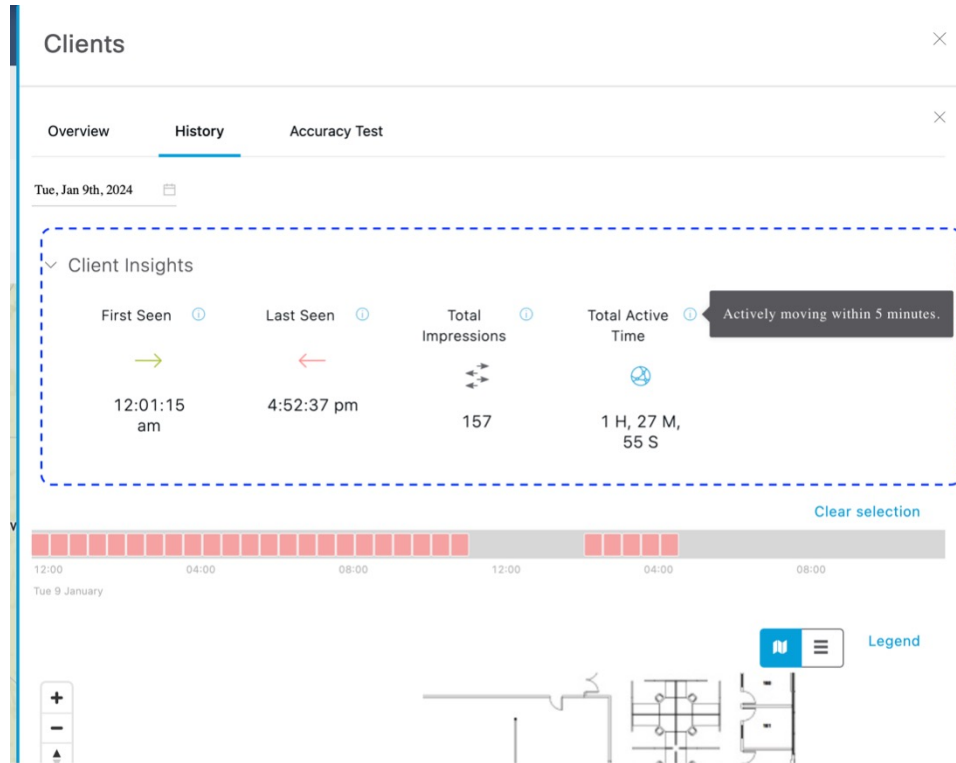 Clients
Overview History Accuracy Test
Tue, Jan 9th, 2024
Client Insights
First Seen Last Seen Total Impressions Total Active Time Actively moving within 5 minutes.
12:01:15 am 4:52:37 pm 157 1 H, 27 M, 55 S
Clear selection
12:00 04:00 08:00 12:00 04:00 08:00
Tue 9 January
Legend